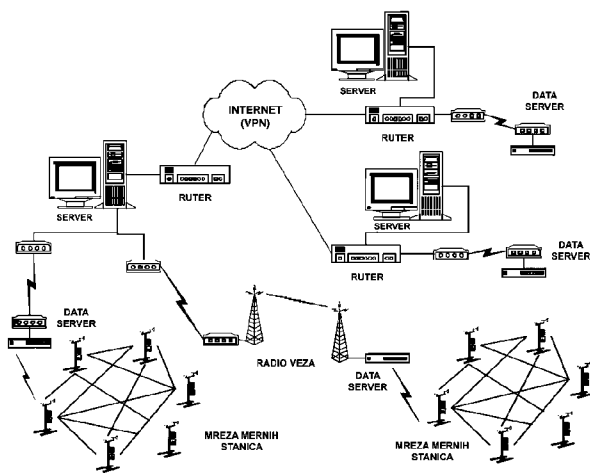 SERVER
DATA
SERVER
INTERNET
(VPN)
RUTER
RUTER
SERVER
SERVER
DATA
SERVER
RUTER
DATA
SERVER
RADIO VEZA
DATA
SERVER
MREZA MERNIH
STANICA
MREZA MERNIH
STANICA